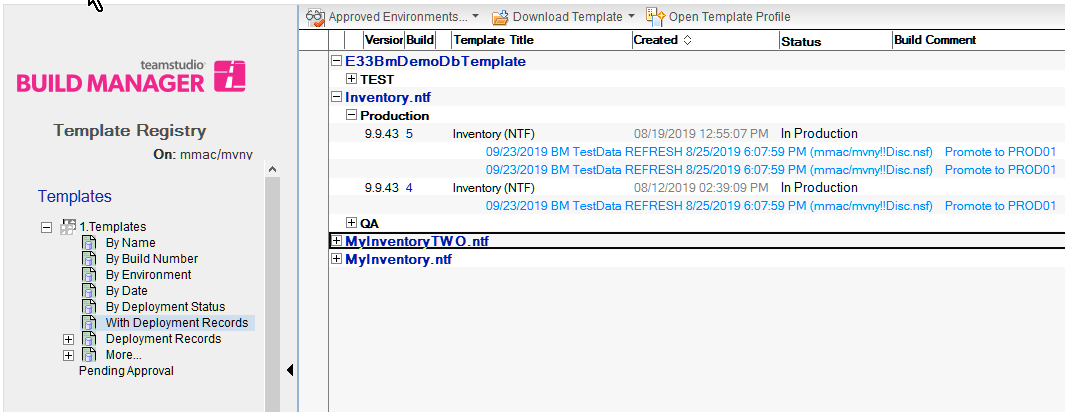 Approved Environments... Download Template Open Template Profile
teamstudio
BUILD MANAGER
Template Registry
On: mmac/mvny
Templates
1.Templates
By Name
By Build Number
By Environment
By Date
By Deployment Status
With Deployment Records
Deployment Records
More...
Pending Approval
Version Build Template Title Created Status Build Comment
E33BmDemoDbTemplate
TEST
Inventory.ntf
Production
9.9.43 5 Inventory (NTF) 08/19/2019 12:55:07 PM In Production
09/23/2019 BM TestData REFRESH 8/25/2019 6:07:59 PM (mmac/mvny!!Disc.nsf) Promote to PROD01
09/23/2019 BM TestData REFRESH 8/25/2019 6:07:59 PM (mmac/mvny!!Disc.nsf) Promote to PROD01
9.9.43 4 Inventory (NTF) 08/12/2019 02:39:09 PM In Production
09/23/2019 BM TestData REFRESH 8/25/2019 6:07:59 PM (mmac/mvny!!Disc.nsf) Promote to PROD01
QA
MyInventoryTWO.ntf
MyInventory.ntf